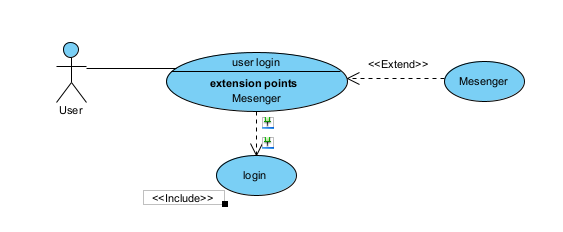 user login
<<Extend>>
extension points
Mesenger
Mesenger
User
login
<<Include>>